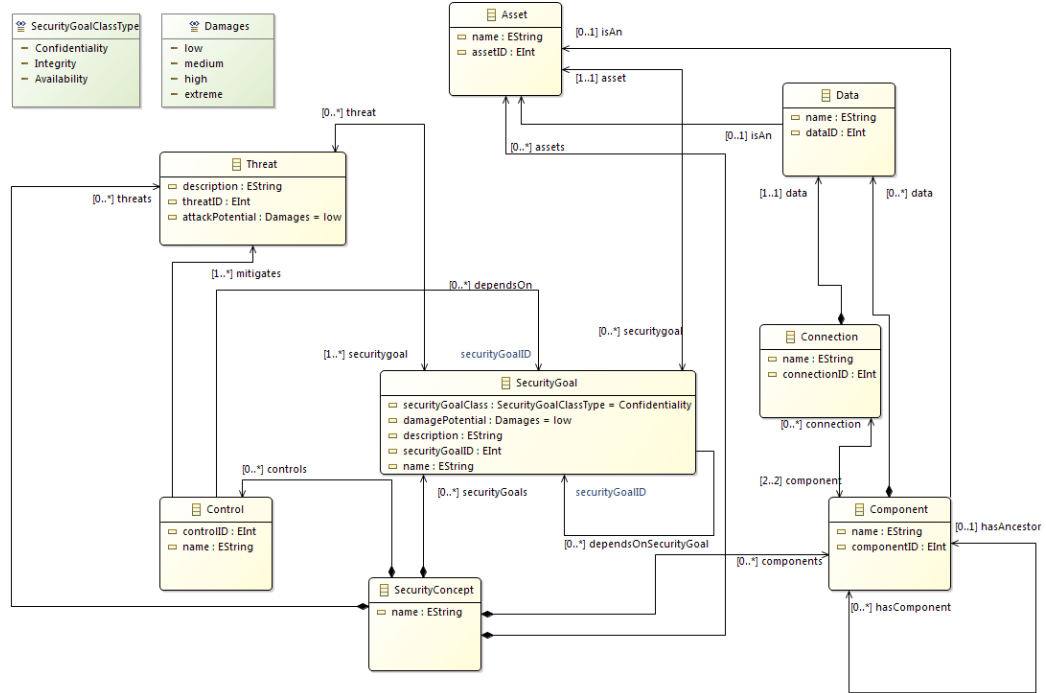 SecurityGoalClassType
Confidentiality
Integrity
Availability
Damages
low
medium
high
extreme
Asset
name : EString
assetID : EInt
[0..1] isAn
[1..1] asset
Data
name : EString
dataID : EInt
[0..1] isAn
[0..*] threat
[0..*] assets
Threat
description : EString
threatID : EInt
attackPotential : Damages = low
[0..*] threats
[1..1] data
[0..*] data
[1..*] mitigates
[0..*] dependsOn
[0..*] securitygoal
Connection
name : EString
connectionID : EInt
[1..*] securitygoal
securityGoalID
SecurityGoal
securityGoalClass : SecurityGoalClassType = Confidentiality
damagePotential : Damages = low
description : EString
securityGoalID : EInt
name : EString
[0..*] connection
[0..*] controls
[0..*] securityGoals
securityGoalID
[2..2] component
Control
controlID : EInt
name : EString
Component
name : EString
componentID : EInt
[0..1] hasAncestor
[0..*] dependsOnSecurityGoal
[0..*] components
SecurityConcept
name : EString
[0..*] hasComponent